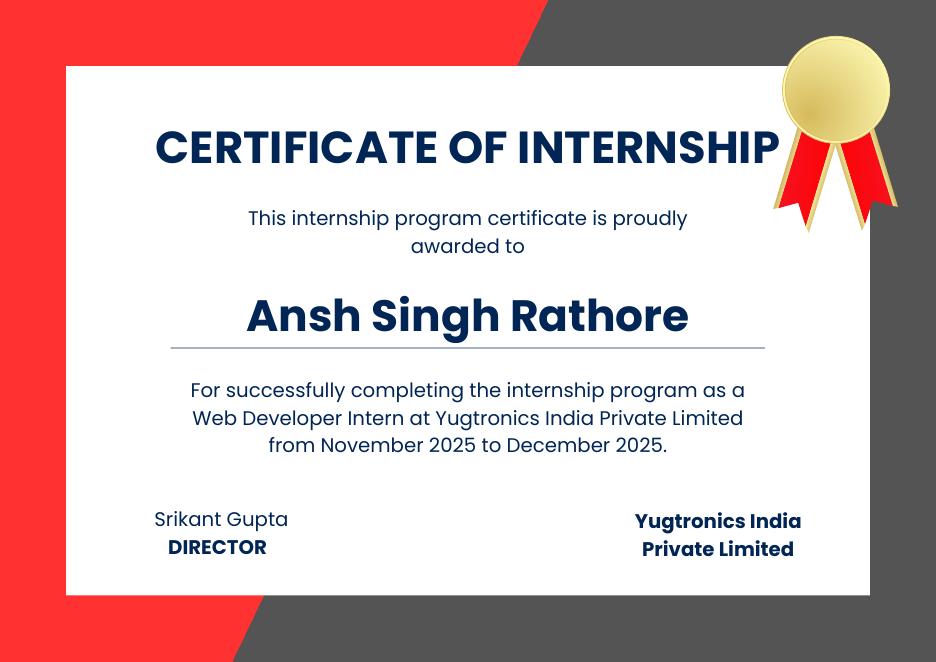 CERTIFICATE OF INTERNSHIP
This internship program certificate is proudly
awarded to
Ansh Singh Rathore
For successfully completing the internship program as a
Web Developer Intern at Yugtronics India Private Limited
from November 2025 to December 2025.
Srikant Gupta
DIRECTOR
Yugtronics India
Private Limited